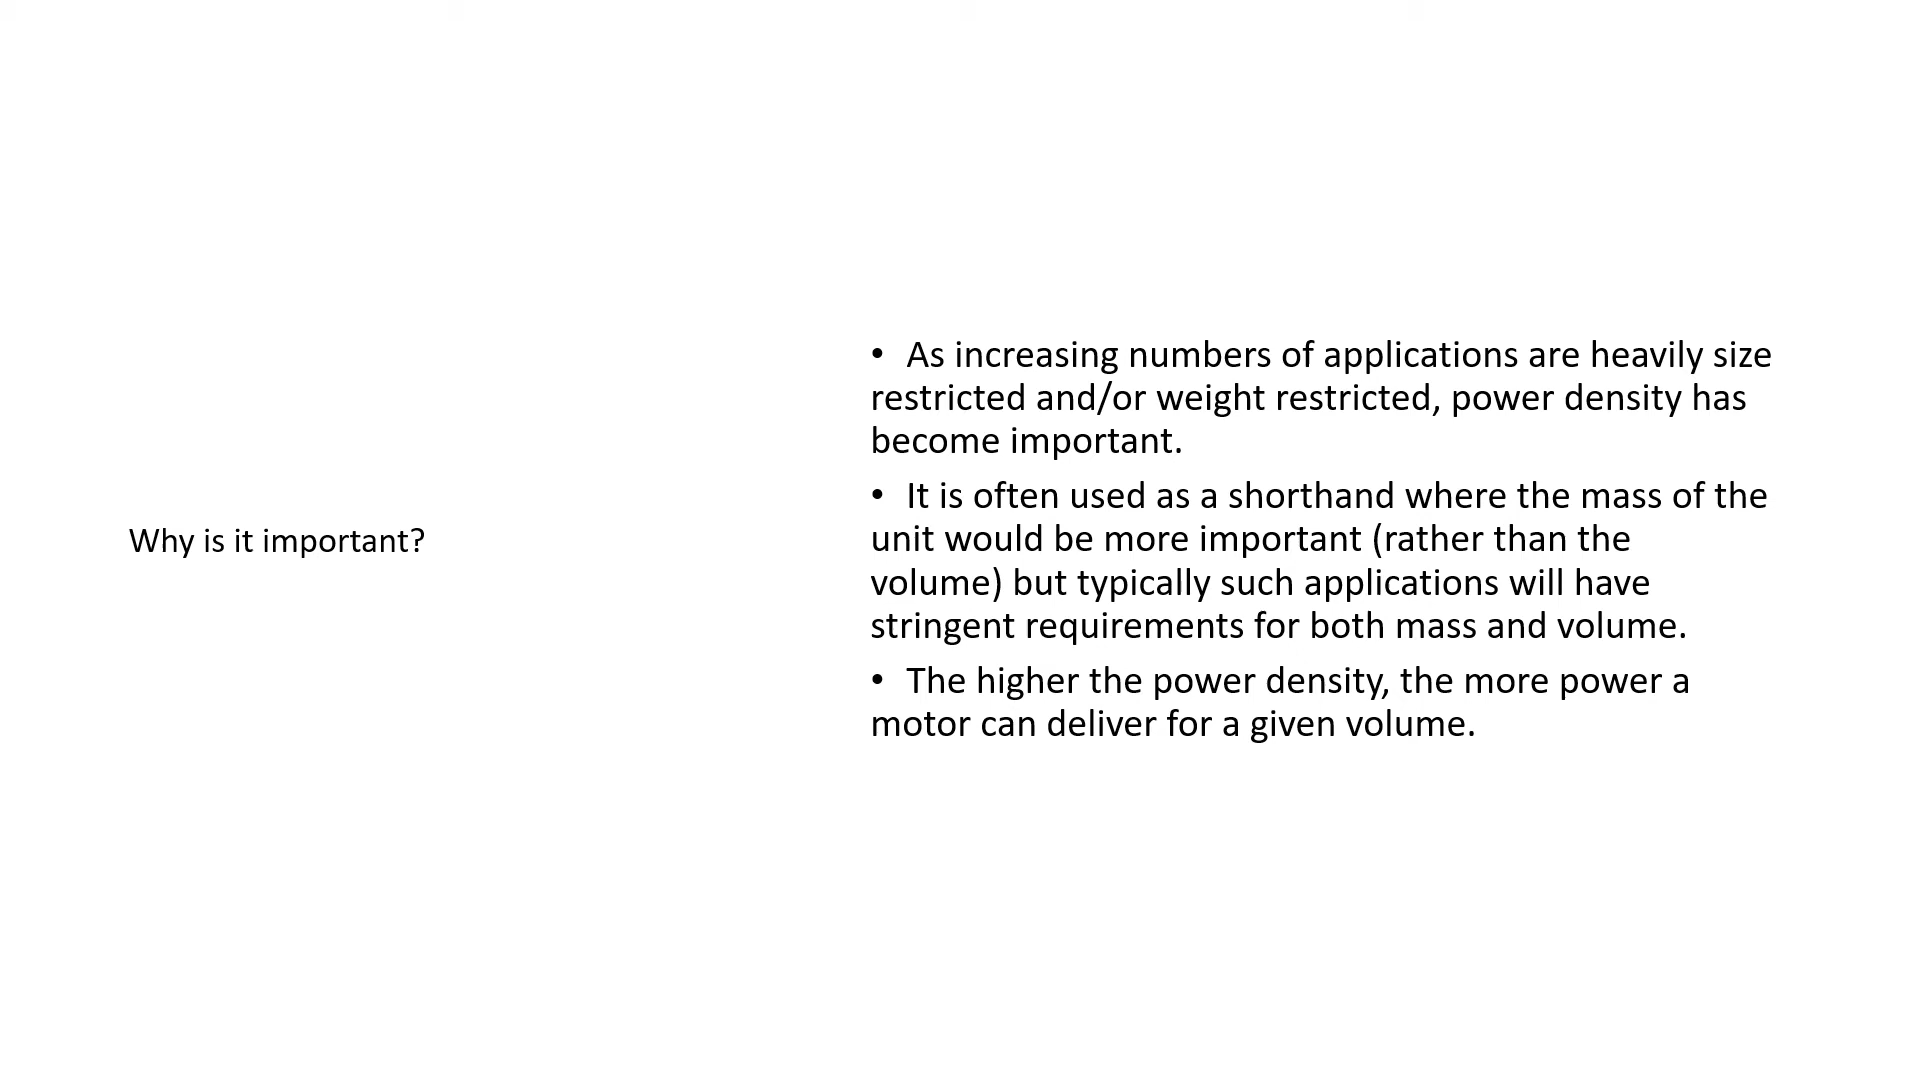 Why is it important?
• As increasing numbers of applications are heavily size
restricted and/or weight restricted, power density has
become important.
• It is often used as a shorthand where the mass of the
unit would be more important (rather than the
volume) but typically such applications will have
stringent requirements for both mass and volume.
• The higher the power density, the more power a
motor can deliver for a given volume.